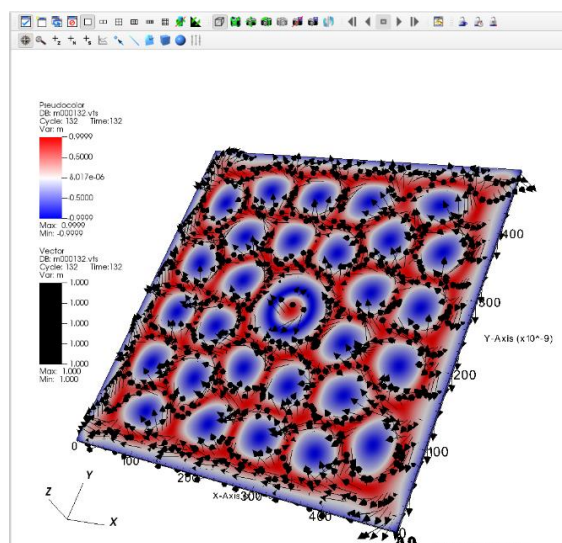 Pseudocolor
DB: m000132.vts
Cycle: 132 Time:132
Var: m
0.9999
0.5000
6.017e-06
-0.5000
-0.9999
Max: 0.9999
Min: -0.9999
Vector
DB: m000132.vts
Cycle: 132 Time:132
Var: m
1.000
1.000
1.000
1.000
1.000
Max: 1.000
Min: 1.000
400
300
Y-Axis (x10^-9)
200
100
0
0
100
200
X-Axis
300
400
Z
Y
X